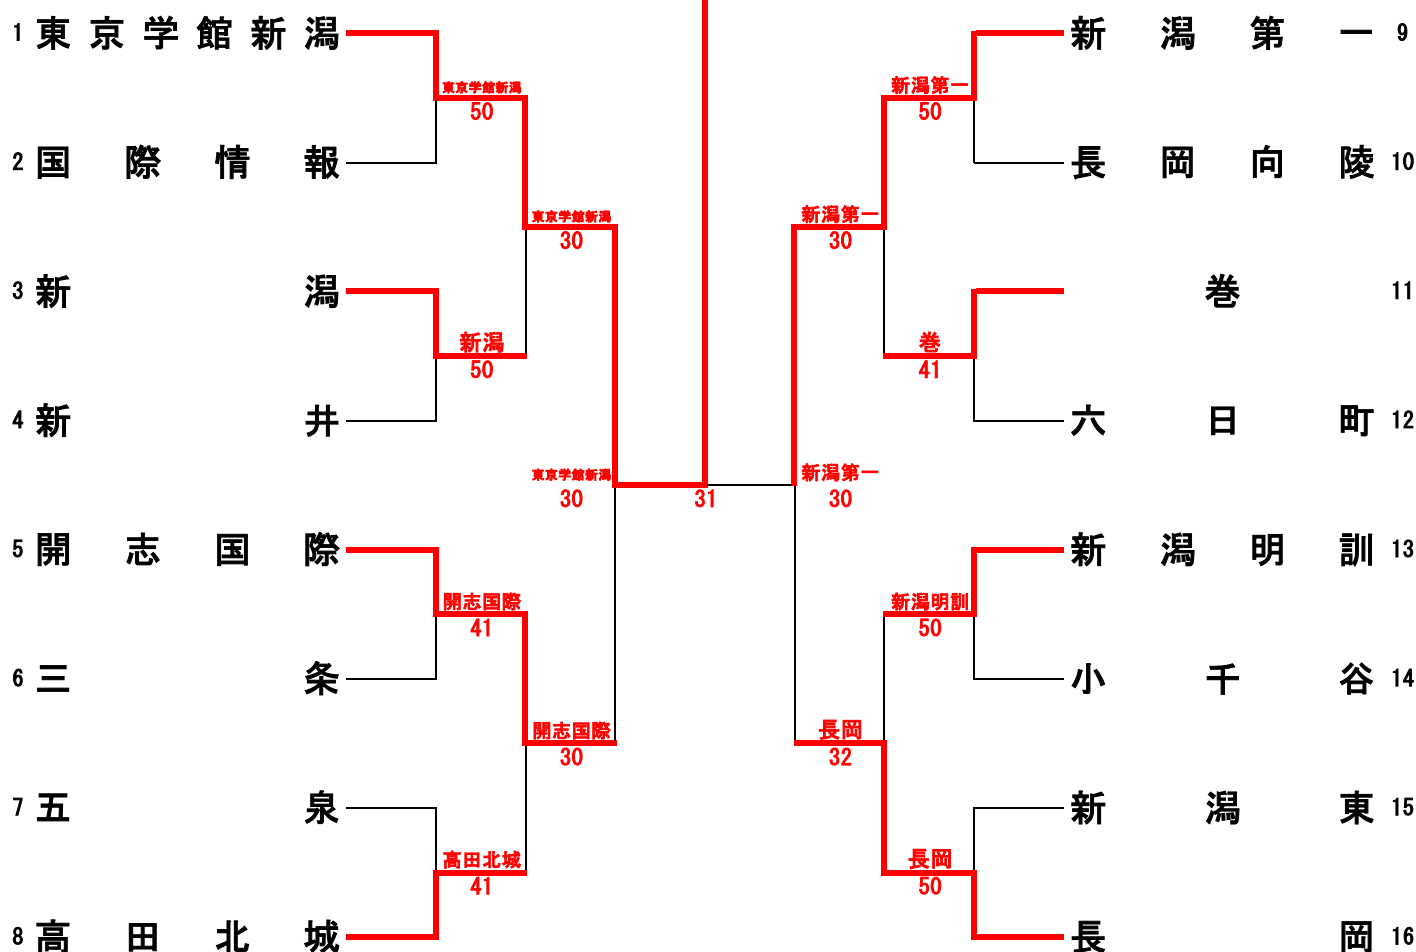 1 東京学館新潟
新潟第一 9
東京学館新潟
50
新潟第一
50
2 国際情報
長岡向陵 10
東京学館新潟
30
新潟第一
30
3 新潟
巻 11
新潟
50
巻
41
4 新井
六日町 12
東京学館新潟
30
31
新潟第一
30
5 開志国際
新潟明訓 13
開志国際
41
新潟明訓
50
6 三条
小千谷 14
開志国際
30
長岡
32
7 五泉
新潟東 15
高田北城
41
長岡
50
8 高田北城
長岡 16